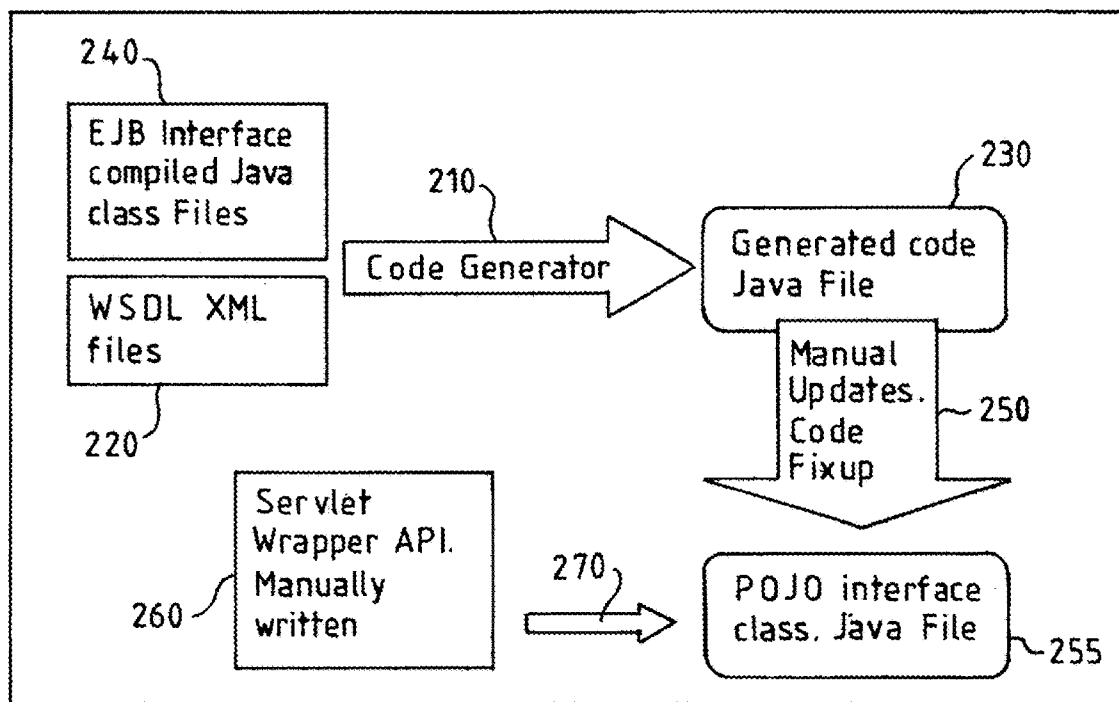 240
EJB Interface
compiled Java
class Files
210
Code Generator
230
Generated code
Java File
WSDL XML
files
220
Manual
Updates.
Code
Fixup
250
Servlet
Wrapper API.
Manually
written
260
270
POJO interface
class. Java File
255